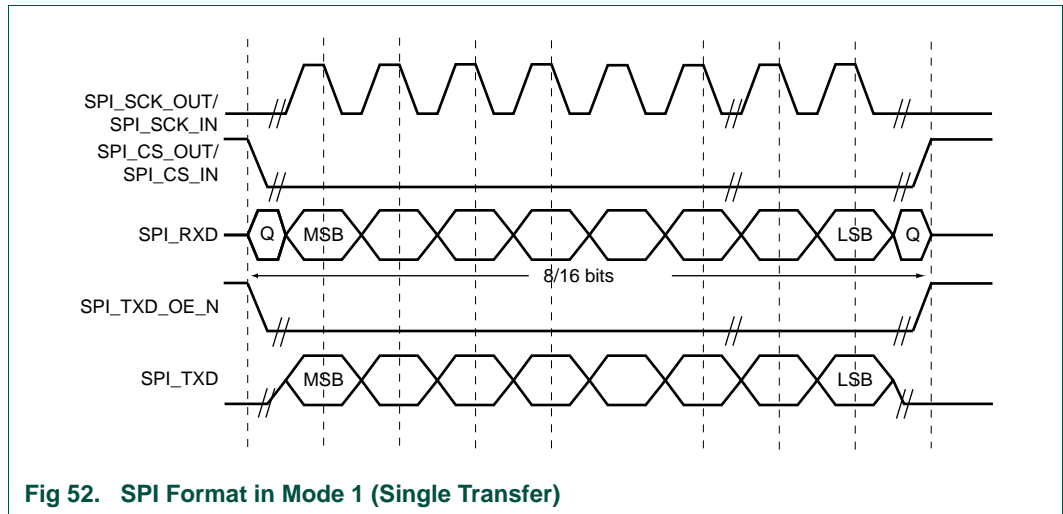 SPI_SCK_OUT/
SPI_SCK_IN
SPI_CS_OUT/
SPI_CS_IN
SPI_RXD
Q
MSB
LSB
Q
8/16 bits
SPI_TXD_OE_N
SPI_TXD
MSB
LSB
Fig 52. SPI Format in Mode 1 (Single Transfer)